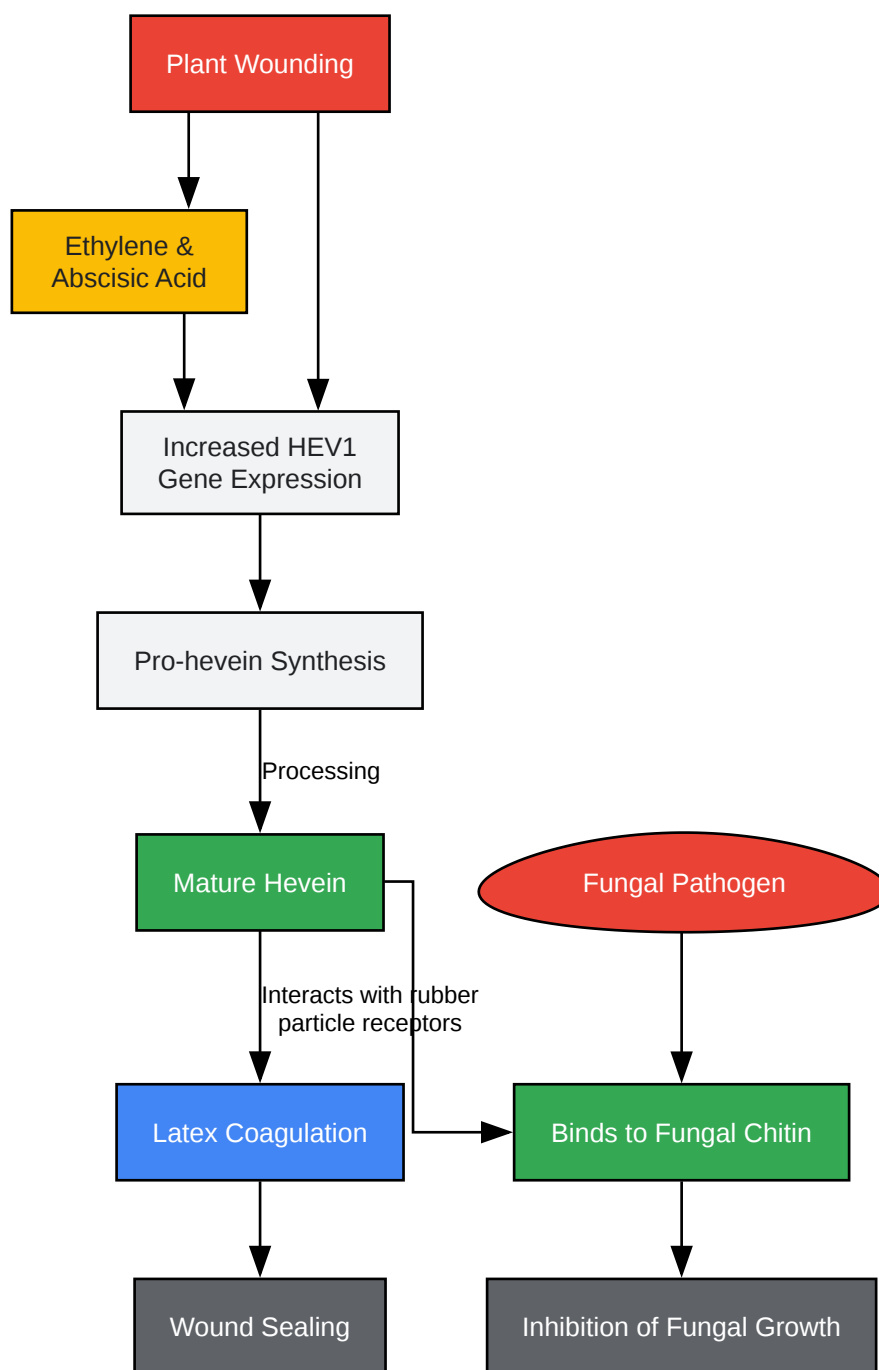 Plant Wounding
Ethylene &
Abscisic Acid
Increased HEV1
Gene Expression
Pro-hevein Synthesis
Processing
Mature Hevein
Fungal Pathogen
Interacts with rubber
particle receptors
Latex Coagulation
Binds to Fungal Chitin
Wound Sealing
Inhibition of Fungal Growth